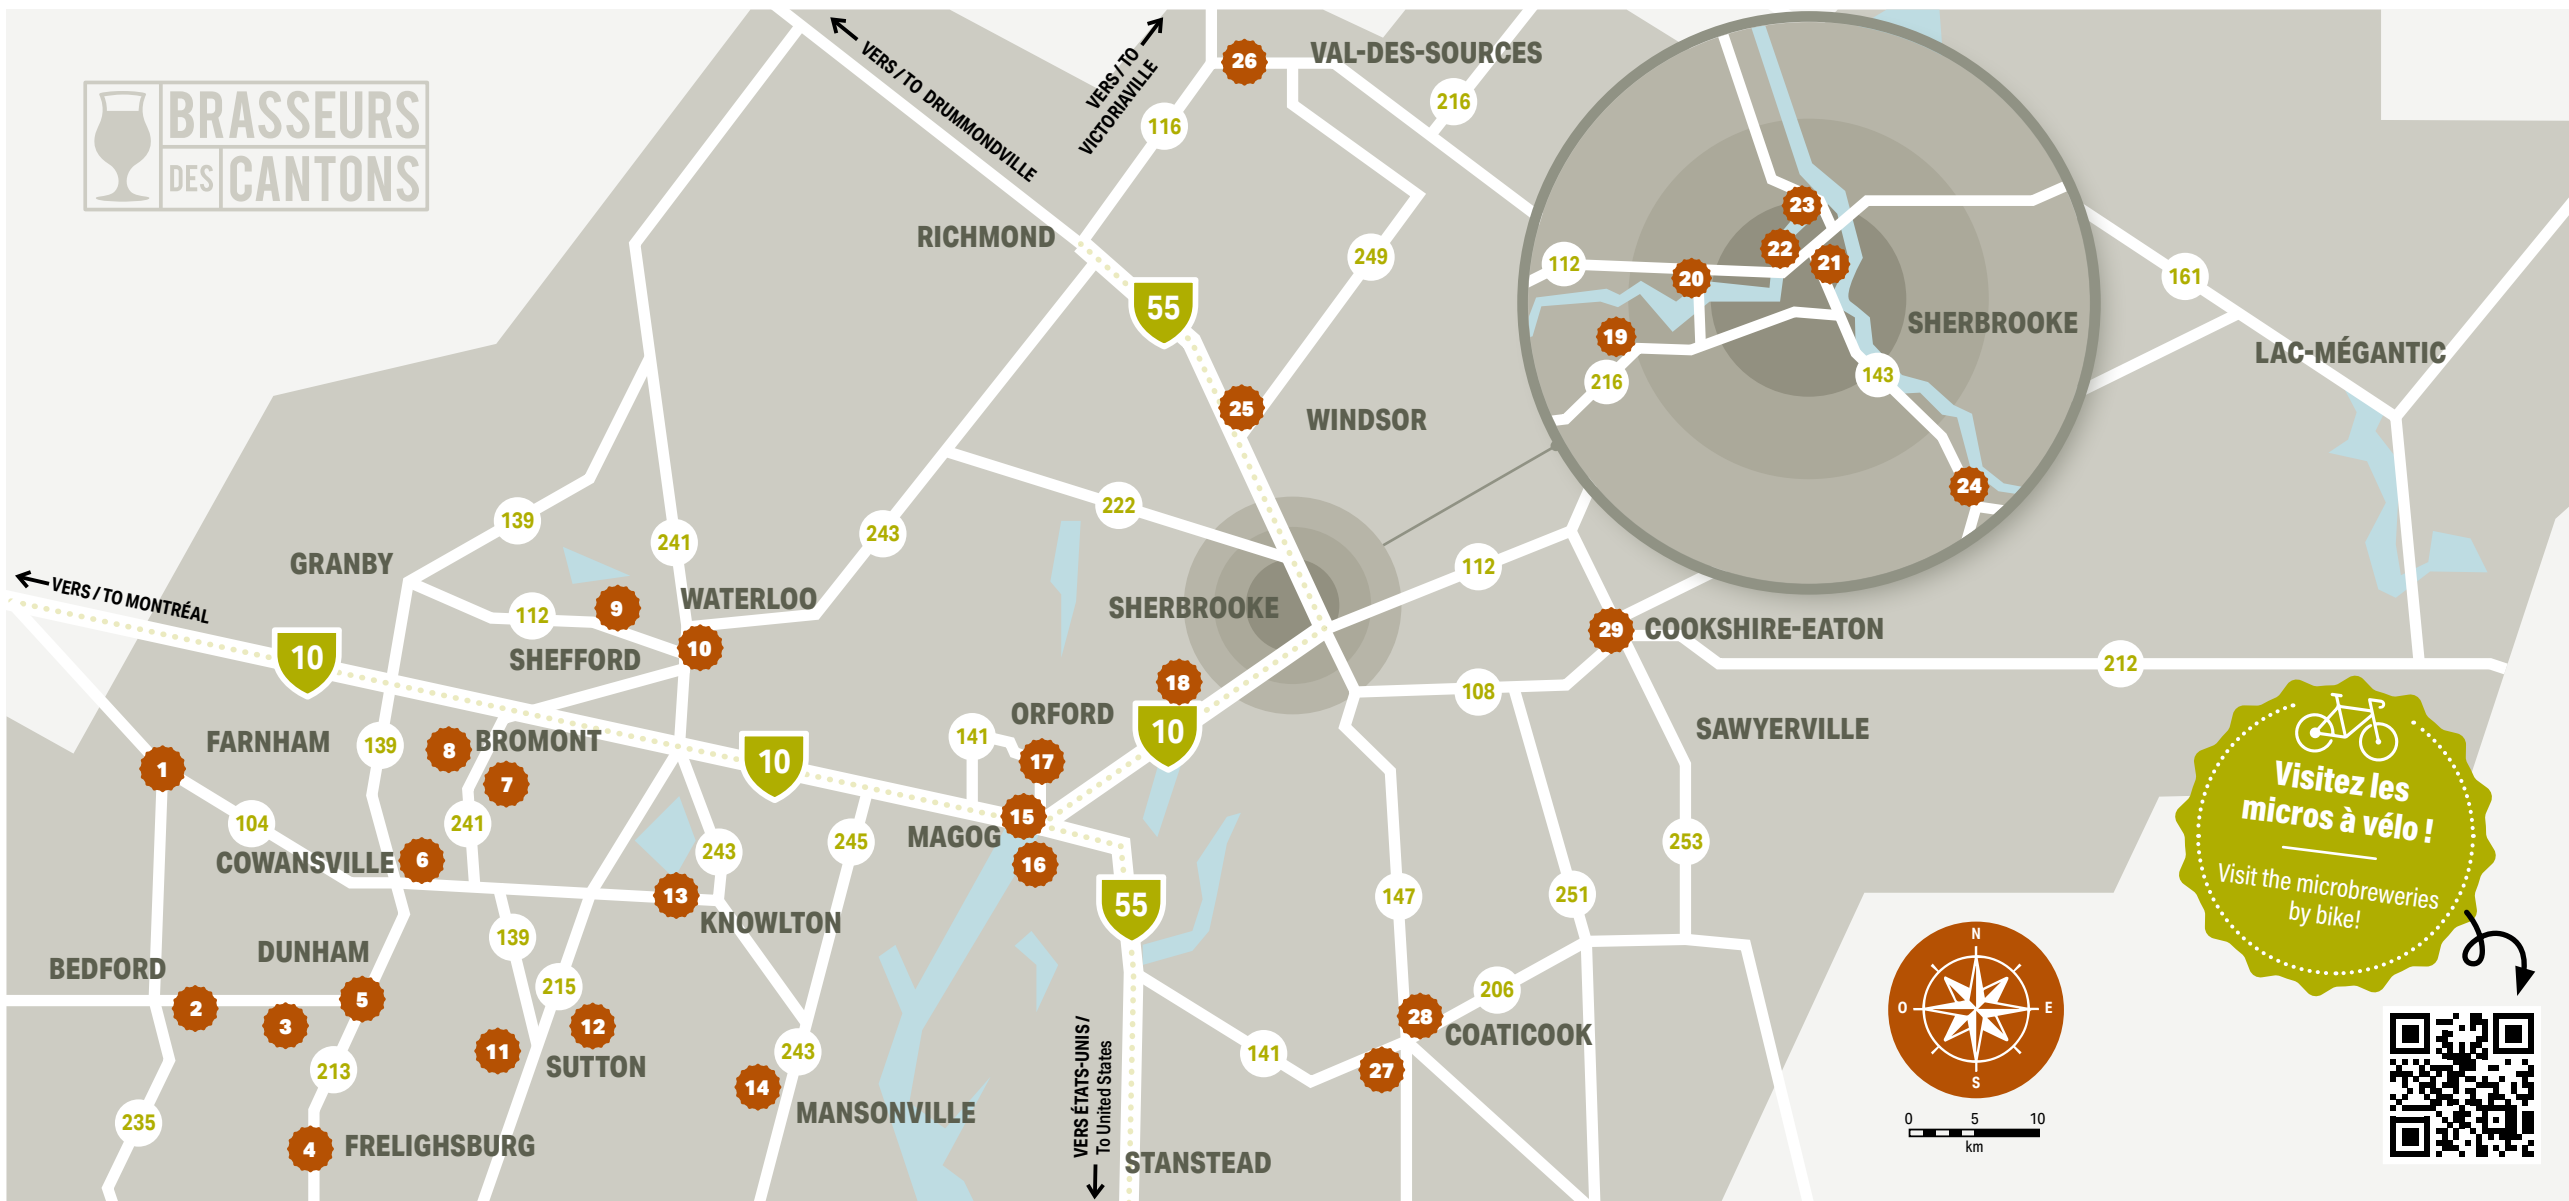 BRASSEURS
DES CANTONS
VERS / TO DRUMMONDVILLE
VERS / TO
VICTORIAVILLE
26
VAL-DES-SOURCES
216
116
RICHMOND
249
55
25
WINDSOR
23
22
21
20
112
19
216
SHERBROOKE
143
24
161
LAC-MÉGANTIC
139
241
243
222
GRANBY
VERS / TO MONTRÉAL
112
9
WATERLOO
SHEFFORD
10
10
SHERBROOKE
112
29
COOKSHIRE-EATON
212
108
18
ORFORD
10
141
17
SAWYERVILLE
FARNHAM
139
8
BROMONT
7
1
10
104
241
COWANSVILLE
6
243
245
MAGOG
15
16
253
13
KNOWLTON
55
147
251
139
DUNHAM
BEDFORD
2
3
5
215
12
11
SUTTON
213
243
14
MANSONVILLE
235
4
FRELIGHSBURG
VERS ÉTATS-UNIS /
To United States
STANSTEAD
141
206
28
COATICOOK
27
N
O
E
S
0 5 10
km
Visitez les
micros à vélo !
Visit the microbreweries
by bike!